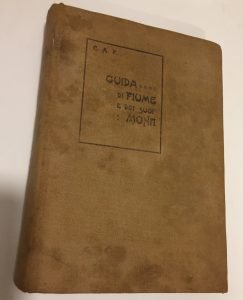 C. A. F.
GUIDA....
DI FIUME
E DEI SUOI
: MONTI